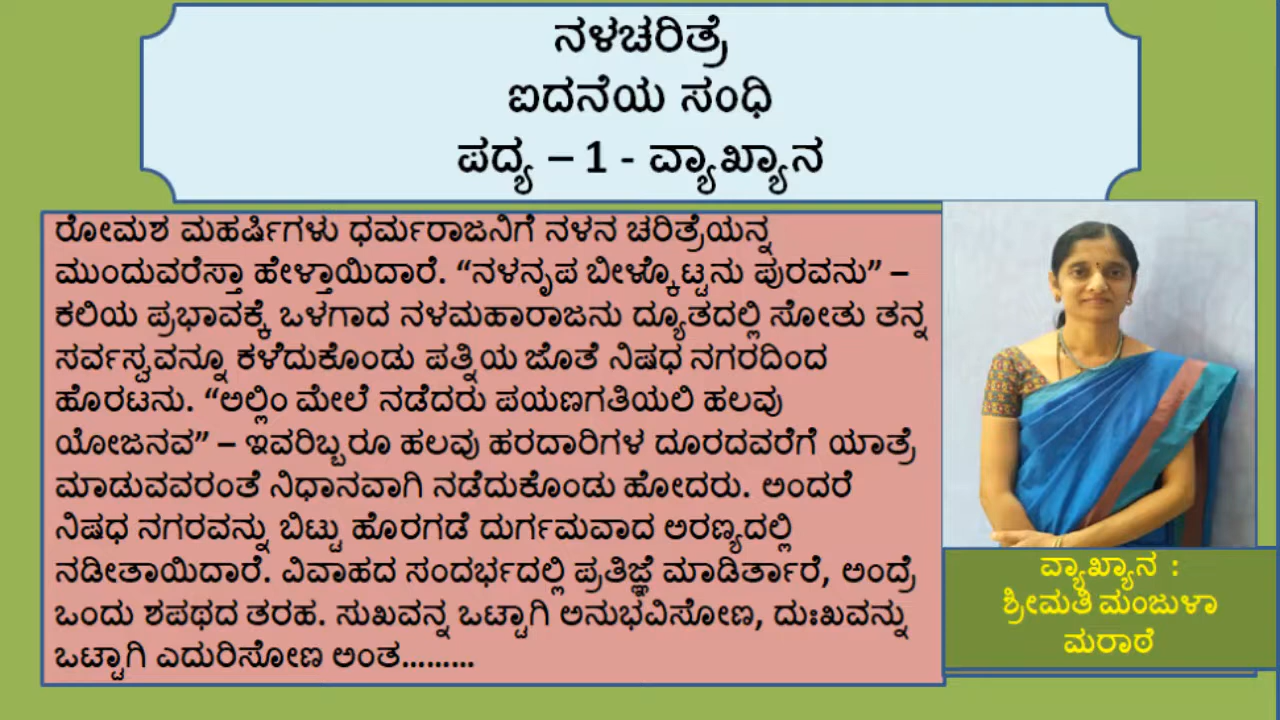 ನಳಚರಿತ್ರೆ
ಐದನೆಯ ಸಂಧಿ
ಪದ್ಯ – 1 - ವ್ಯಾಖ್ಯಾನ
ರೋಮಶ ಮಹರ್ಷಿಗಳು ಧರ್ಮರಾಜನಿಗೆ ನಳನ ಚರಿತ್ರೆಯನ್ನ
ಮುಂದುವರೆಸ್ತಾ ಹೇಳ್ತಾಯಿದಾರೆ. “ನಳನೃಪ ಬೀಳ್ಕೊಟ್ಟನು ಪುರವನು” –
ಕಲಿಯ ಪ್ರಭಾವಕ್ಕೆ ಒಳಗಾದ ನಳಮಹಾರಾಜನು ದ್ಯೂತದಲ್ಲಿ ಸೋತು ತನ್ನ
ಸರ್ವಸ್ವವನ್ನೂ ಕಳೆದುಕೊಂಡು ಪತ್ನಿಯ ಜೊತೆ ನಿಷಧ ನಗರದಿಂದ
ಹೊರಟನು. “ಅಲ್ಲಿಂ ಮೇಲೆ ನಡೆದರು ಪಯಣಗತಿಯಲಿ ಹಲವು
ಯೋಜನವ” – ಇವರಿಬ್ಬರೂ ಹಲವು ಹರದಾರಿಗಳ ದೂರದವರೆಗೆ ಯಾತ್ರೆ
ಮಾಡುವವರಂತೆ ನಿಧಾನವಾಗಿ ನಡೆದುಕೊಂಡು ಹೋದರು. ಅಂದರೆ
ನಿಷಧ ನಗರವನ್ನು ಬಿಟ್ಟು ಹೊರಗಡೆ ದುರ್ಗಮವಾದ ಅರಣ್ಯದಲ್ಲಿ
ನಡೀತಾಯಿದಾರೆ. ವಿವಾಹದ ಸಂದರ್ಭದಲ್ಲಿ ಪ್ರತಿಜ್ಞೆ ಮಾಡಿರ್ತಾರೆ, ಅಂದ್ರೆ
ಒಂದು ಶಪಥದ ತರಹ. ಸುಖವನ್ನ ಒಟ್ಟಾಗಿ ಅನುಭವಿಸೋಣ, ದುಃಖವನ್ನು
ಒಟ್ಟಾಗಿ ಎದುರಿಸೋಣ ಅಂತ.........
ವ್ಯಾಖ್ಯಾನ :
ಶ್ರೀಮತಿ ಮಂಜುಳಾ
ಮರಾಠೆ